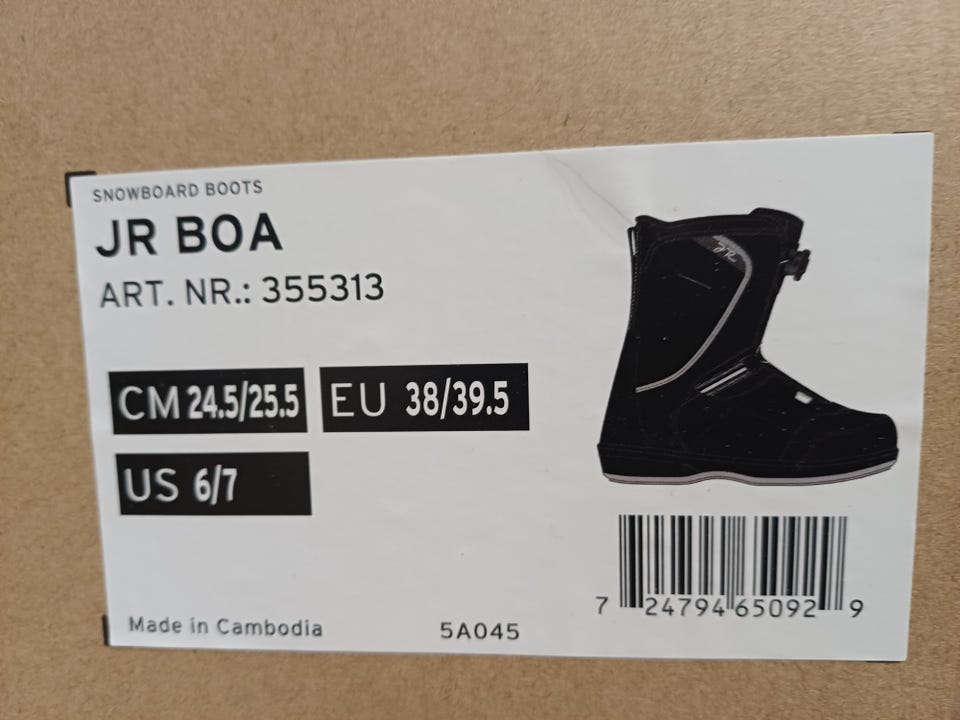 SNOWBOARD BOOTS
JR BOA
ART. NR.: 355313
CM 24.5/25.5 EU 38/39.5
US 6/7
JR
7 24794 65092 9
Made in Cambodia 5A045